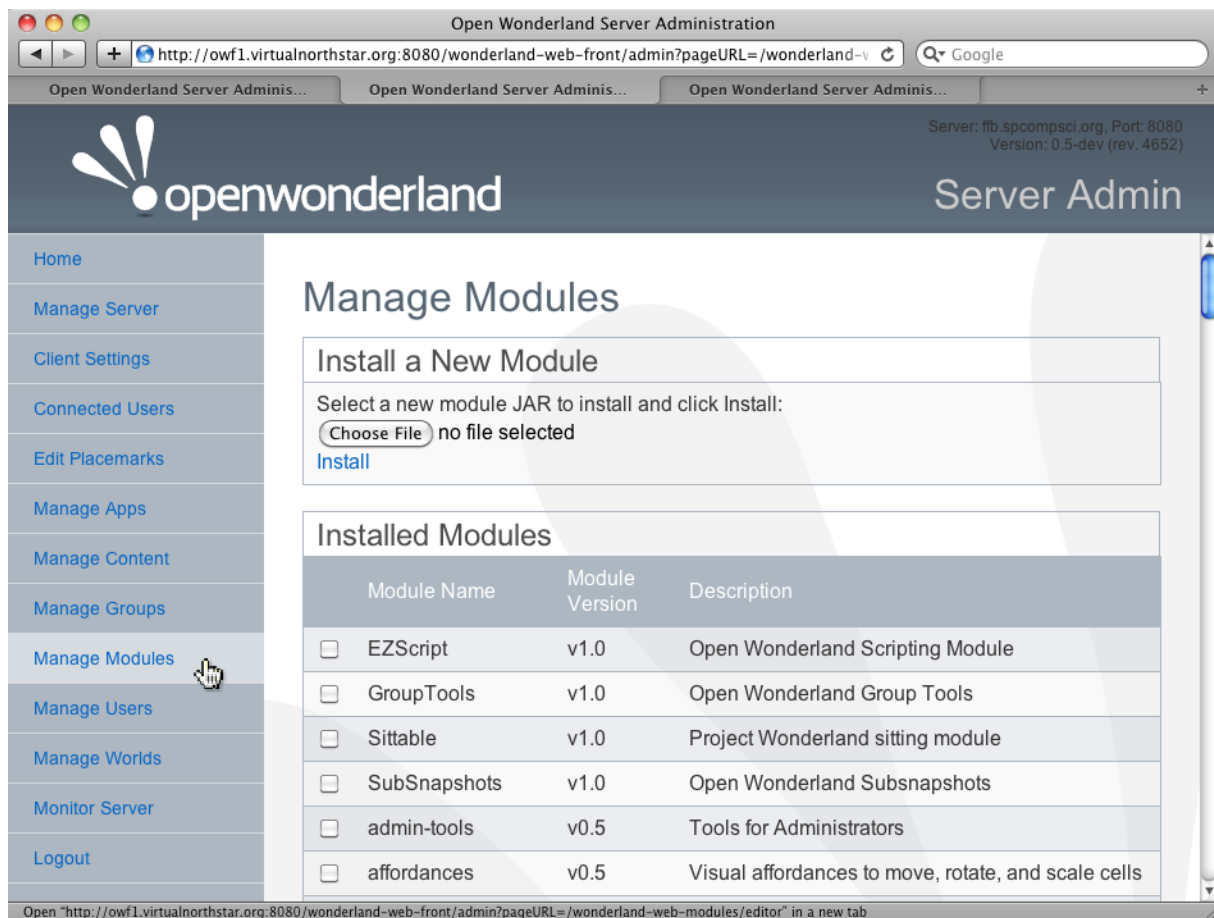 Open Wonderland Server Administration
http://owf1.virtualnorthstar.org:8080/wonderland-web-front/admin?pageURL=/wonderland-v
Google
Open Wonderland Server Adminis...
Open Wonderland Server Adminis...
Open Wonderland Server Adminis...
openwonderland
Server: ffb.spcompsci.org, Port: 8080
Version: 0.5-dev (rev. 4652)
Server Admin
Home
Manage Server
Client Settings
Connected Users
Edit Placemarks
Manage Apps
Manage Content
Manage Groups
Manage Modules
Manage Users
Manage Worlds
Monitor Server
Logout
Manage Modules
Install a New Module
Select a new module JAR to install and click Install:
Choose File no file selected
Install
Installed Modules
Module Name Module Version Description
EZScript v1.0 Open Wonderland Scripting Module
GroupTools v1.0 Open Wonderland Group Tools
Sittable v1.0 Project Wonderland sitting module
SubSnapshots v1.0 Open Wonderland Subsnapshots
admin-tools v0.5 Tools for Administrators
affordances v0.5 Visual affordances to move, rotate, and scale cells
Open "http://owf1.virtualnorthstar.org:8080/wonderland-web-front/admin?pageURL=/wonderland-web-modules/editor" in a new tab